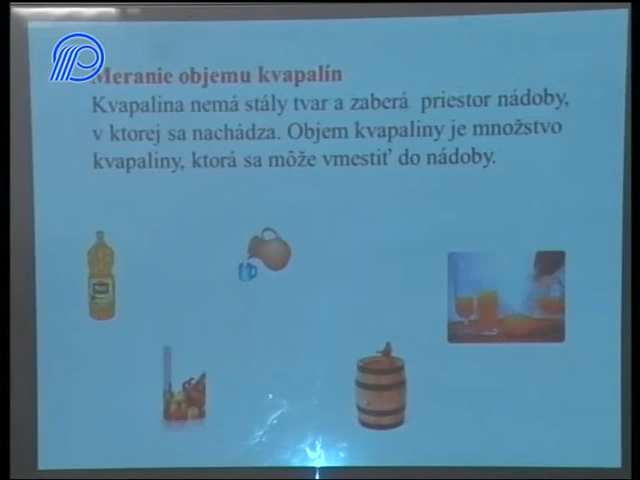 Meranie objemu kvapalín
Kvapalina nemá stály tvar a zaberá priestor nádoby,
v ktorej sa nachádza. Objem kvapaliny je množstvo
kvapaliny, ktorá sa môže vmestiť do nádoby.